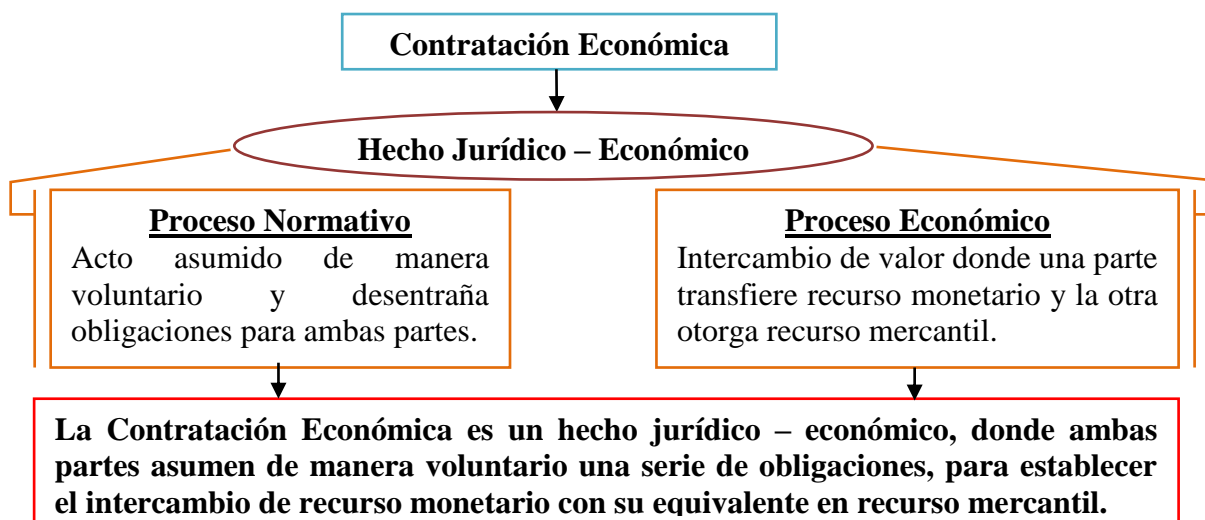 Contratación Económica
Hecho Jurídico – Económico
Proceso Normativo
Acto asumido de manera
voluntario y desentraña
obligaciones para ambas partes.
Proceso Económico
Intercambio de valor donde una parte
transfiere recurso monetario y la otra
otorga recurso mercantil.
La Contratación Económica es un hecho jurídico – económico, donde ambas
partes asumen de manera voluntario una serie de obligaciones, para establecer
el intercambio de recurso monetario con su equivalente en recurso mercantil.